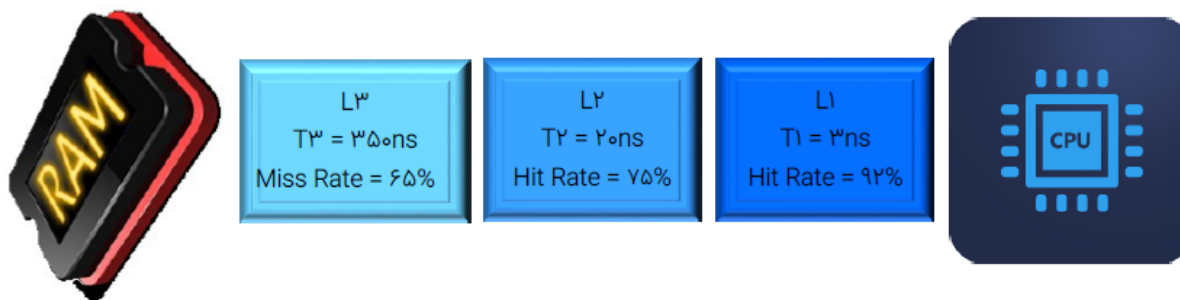 RAM
L۳
T۳ = ۳۵۰ns
Miss Rate = ۶۵%
L۲
T۲ = ۲۰ns
Hit Rate = ۷۵%
L۱
T۱ = ۳ns
Hit Rate = ۹۲%
CPU